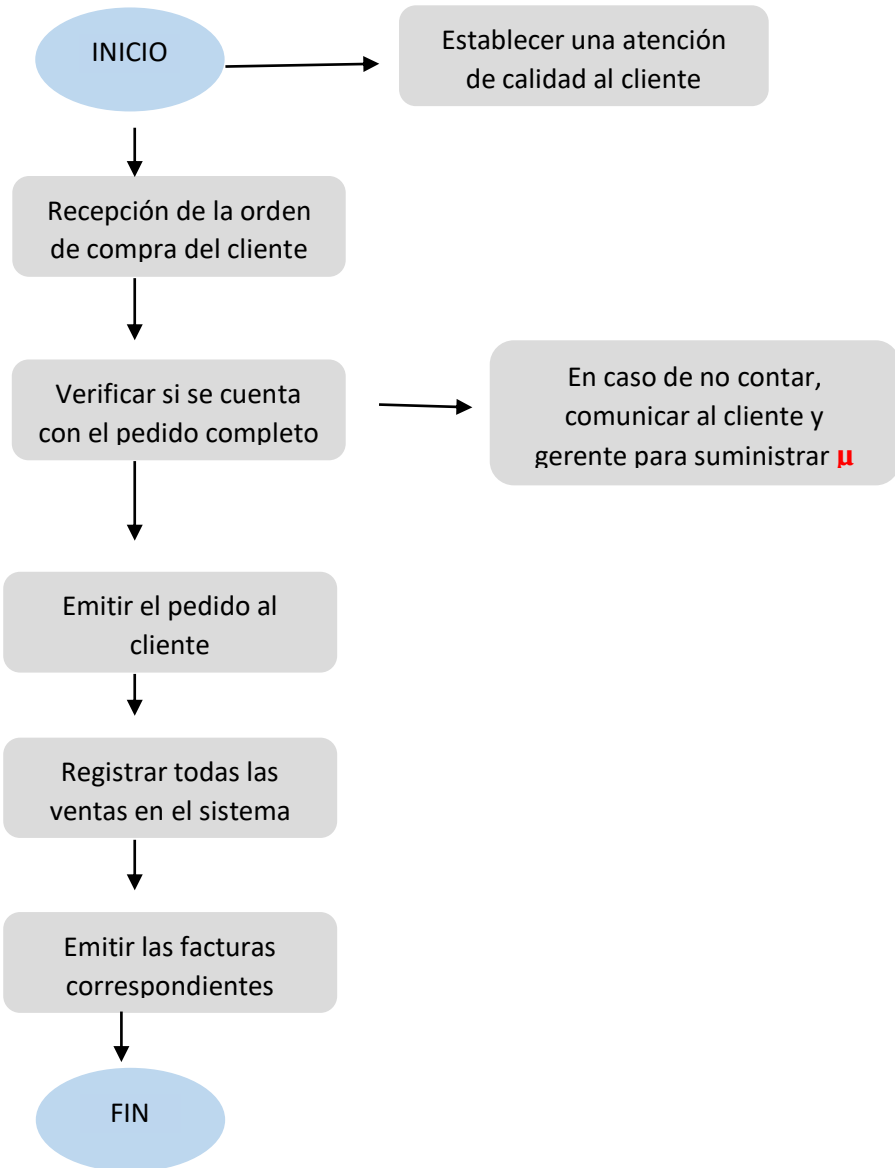 INICIO
Establecer una atención
de calidad al cliente
Recepción de la orden
de compra del cliente
Verificar si se cuenta
con el pedido completo
En caso de no contar,
comunicar al cliente y
gerente para suministrar µ
Emitir el pedido al
cliente
Registrar todas las
ventas en el sistema
Emitir las facturas
correspondientes
FIN